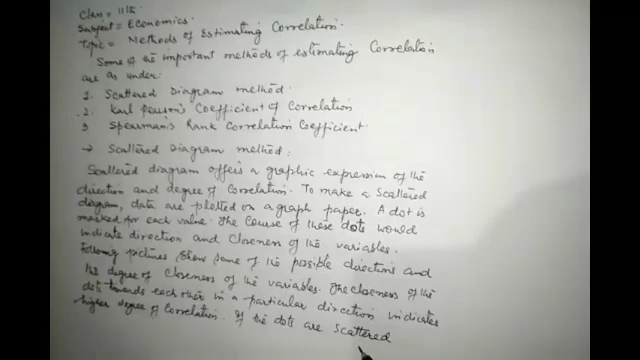 Class = 11th
Subject = Economics.
Topic = Methods of Estimating Correlation.
Some of the important methods of estimating Correlation
are as under:
1. Scattered Diagram method.
2. Karl pearson's Coefficient of Correlation
3 Spearman's Rank Correlation Coefficient.
→ Scattered Diagram method:
Scattered diagram offers a graphic expression of the
direction and degree of Correlation. To make a Scattered
diagram, data are plotted on a graph paper. A dot is
marked for each value. The Course of these dots would
indicate direction and closeness of the variables.
Following pictures, show some of the possible directions and
the degree of closeness of the variables. The closeness of the
dots towards each other in a particular direction indicates
higher degree of Correlation. If the dots are scattered